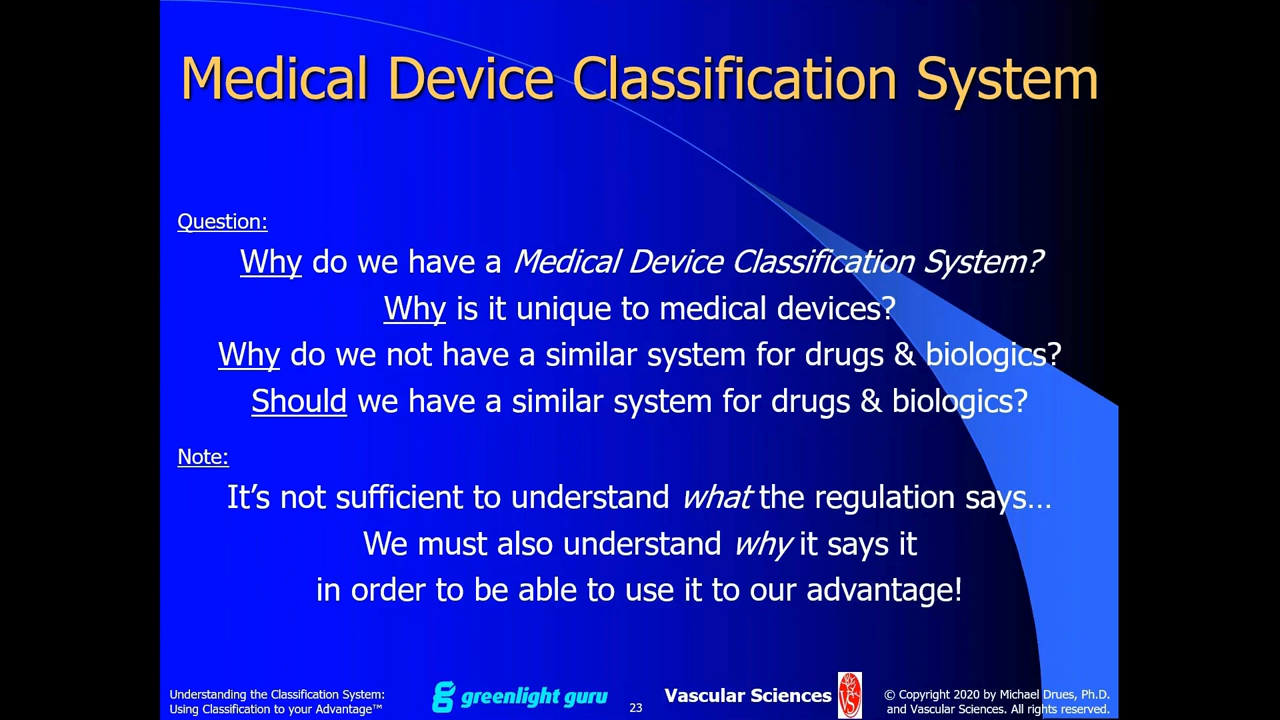 Medical Device Classification System
Question:
Why do we have a Medical Device Classification System?
Why is it unique to medical devices?
Why do we not have a similar system for drugs & biologics?
Should we have a similar system for drugs & biologics?
Note:
It’s not sufficient to understand what the regulation says…
We must also understand why it says it
in order to be able to use it to our advantage!
Understanding the Classification System:
Using Classification to your Advantage™
greenlight guru
23
Vascular Sciences
VS
© Copyright 2020 by Michael Drues, Ph.D.
and Vascular Sciences. All rights reserved.